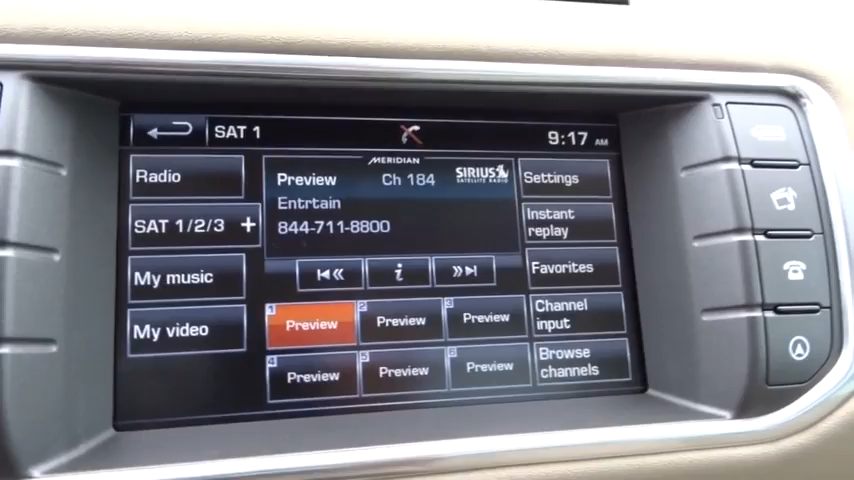 SAT 1
9:17 AM
MERIDIAN
Radio
Preview
Ch 184
SIRIUS
SATELLITE RADIO
Settings
Entrtain
SAT 1/2/3 +
844-711-8800
Instant
replay
My music
i
Favorites
My video
1 Preview
2 Preview
3 Preview
Channel
input
4 Preview
5 Preview
6 Preview
Browse
channels